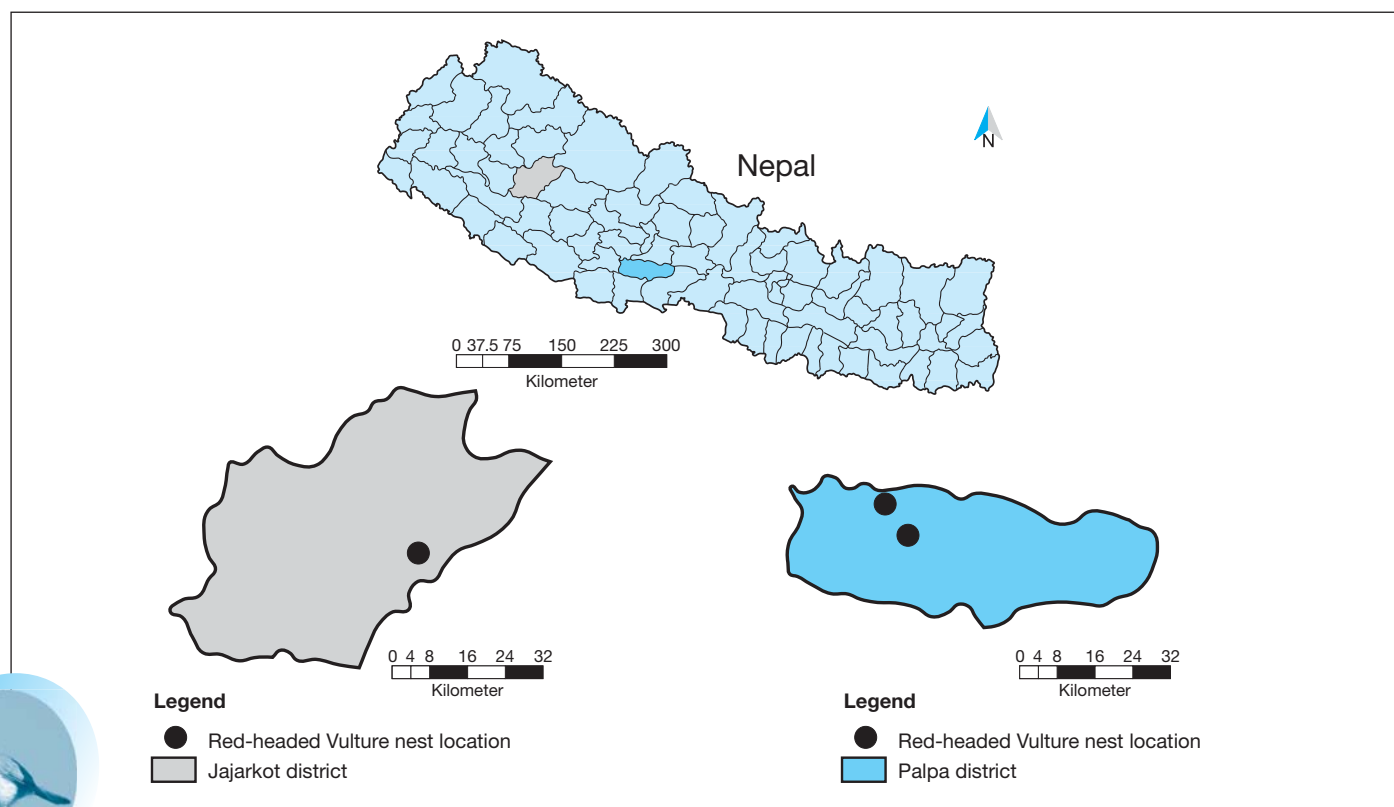 N
Nepal
0 37.5 75 150 225 300
Kilometer
0 4 8 16 24 32
Kilometer
Legend
Red-headed Vulture nest location
Jajarkot district
0 4 8 16 24 32
Kilometer
Legend
Red-headed Vulture nest location
Palpa district